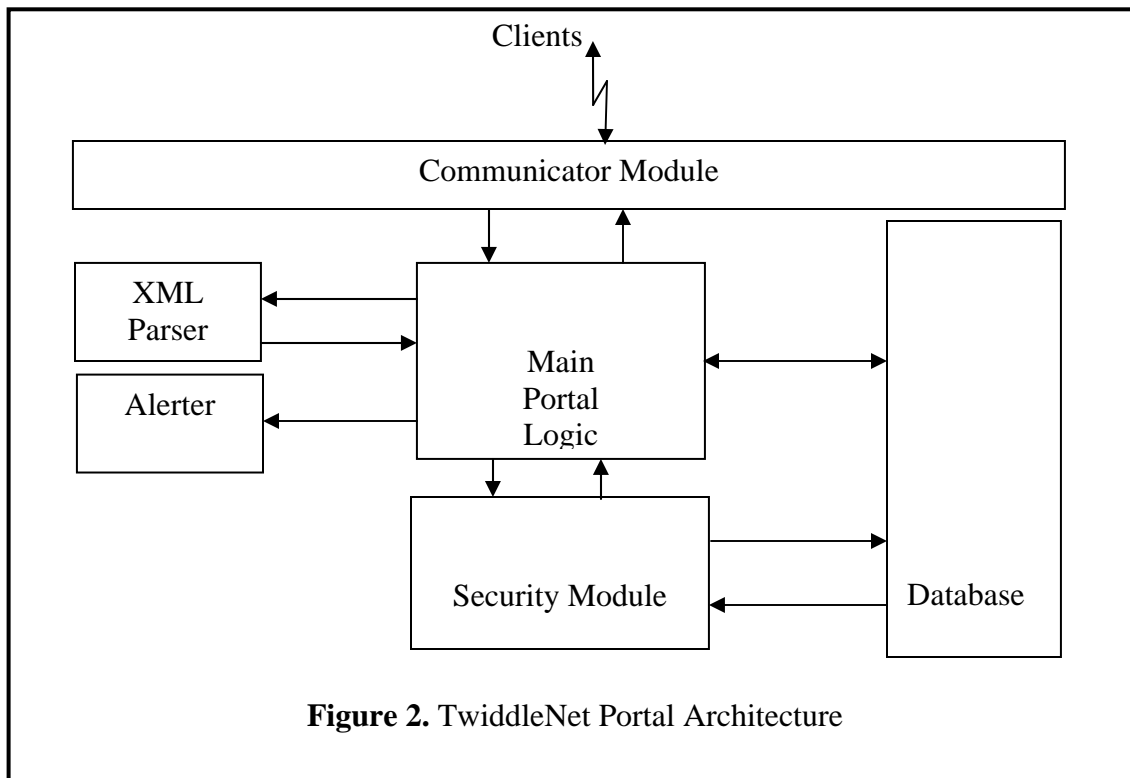 Clients
Communicator Module
XML
Parser
Main
Portal
Logic
Alerter
Security Module
Database
Figure 2. TwiddleNet Portal Architecture